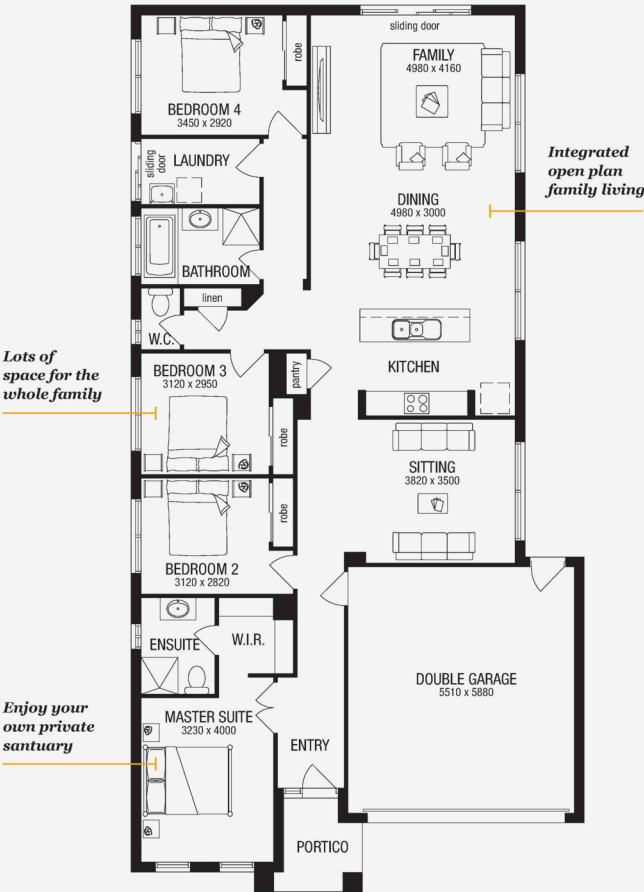 sliding door
FAMILY
4980 x 4160
robe
BEDROOM 4
3450 x 2920
sliding
door
LAUNDRY
Integrated
open plan
family living
DINING
4980 x 3000
BATHROOM
linen
W.C.
KITCHEN
Lots of
space for the
whole family
BEDROOM 3
3120 x 2950
pantry
robe
SITTING
3820 x 3500
robe
BEDROOM 2
3120 x 2820
ENSUITE
W.I.R.
DOUBLE GARAGE
5510 x 5880
Enjoy your
own private
santuary
MASTER SUITE
3230 x 4000
ENTRY
PORTICO